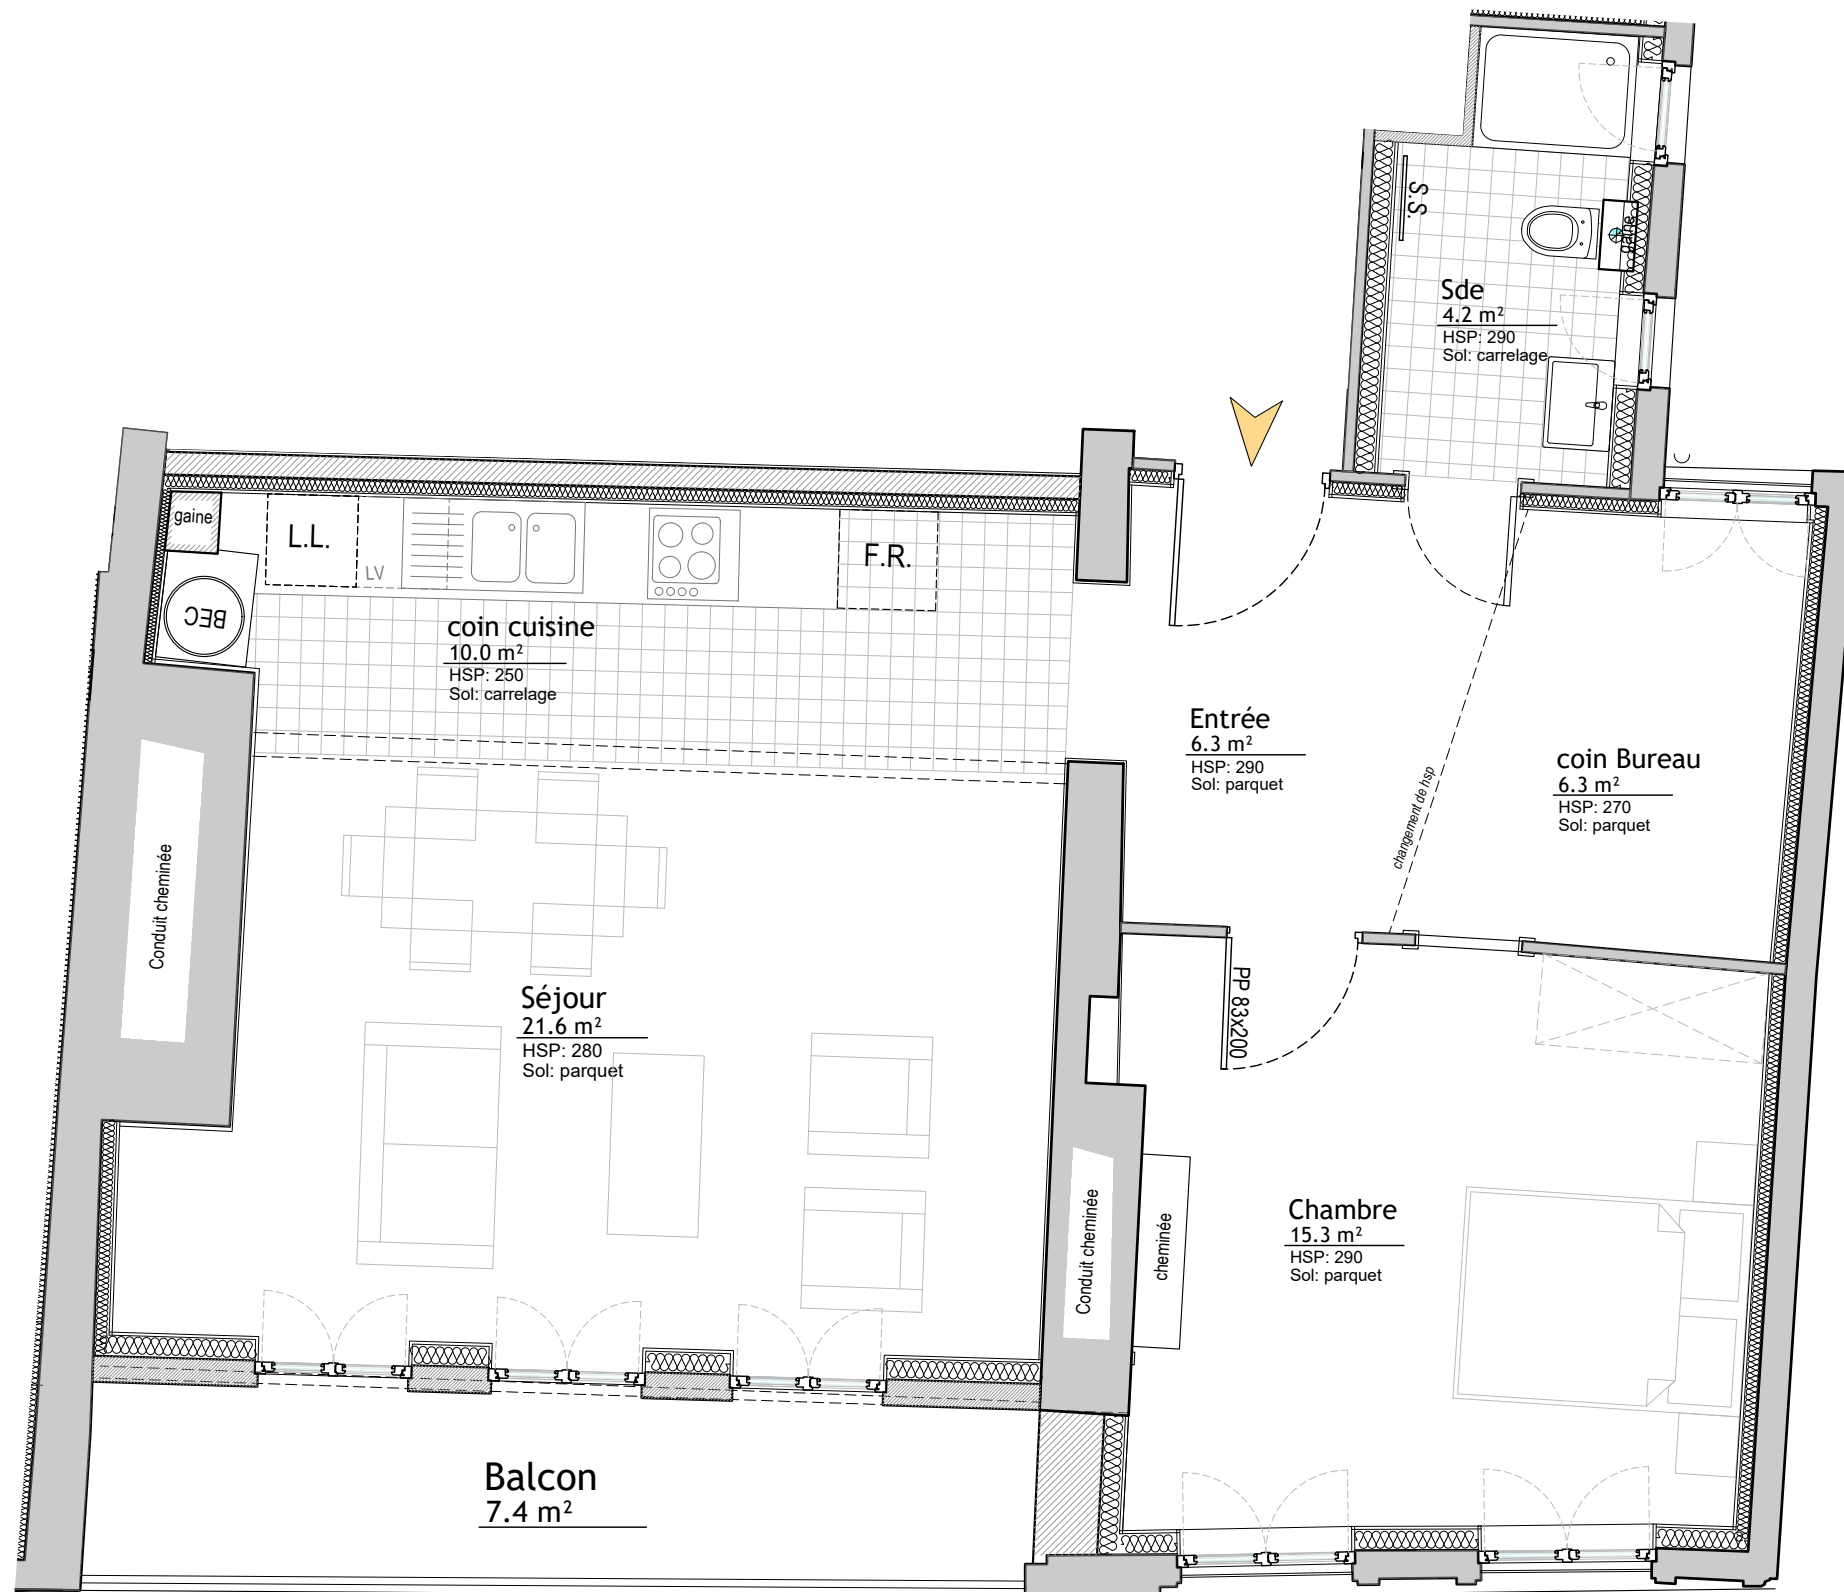 S.S.
gaine
Sde
4.2 m²
HSP: 290
Sol: carrelage
gaine
L.L.
LV
F.R.
BEC
coin cuisine
10.0 m²
HSP: 250
Sol: carrelage
Entrée
6.3 m²
HSP: 290
Sol: parquet
changement de hsp
coin Bureau
6.3 m²
HSP: 270
Sol: parquet
Conduit cheminée
Séjour
21.6 m²
HSP: 280
Sol: parquet
PP 83x200
Conduit cheminée
cheminée
Chambre
15.3 m²
HSP: 290
Sol: parquet
Balcon
7.4 m²